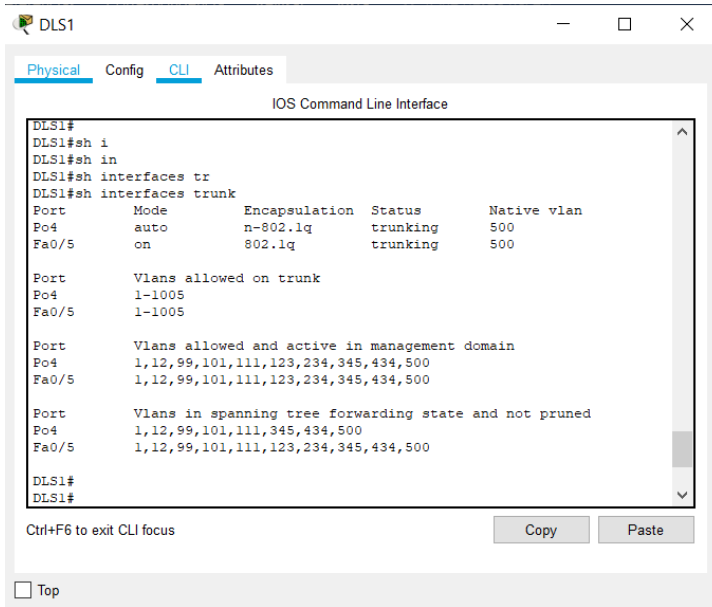 DLS1
Physical Config CLI Attributes
IOS Command Line Interface
DLS1#
DLS1#sh i
DLS1#sh in
DLS1#sh interfaces tr
DLS1#sh interfaces trunk
Port Mode Encapsulation Status Native vlan
Po4 auto n-802.1q trunking 500
Fa0/5 on 802.1q trunking 500
Port Vlans allowed on trunk
Po4 1-1005
Fa0/5 1-1005
Port Vlans allowed and active in management domain
Po4 1,12,99,101,111,123,234,345,434,500
Fa0/5 1,12,99,101,111,123,234,345,434,500
Port Vlans in spanning tree forwarding state and not pruned
Po4 1,12,99,101,111,345,434,500
Fa0/5 1,12,99,101,111,123,234,345,434,500
DLS1#
DLS1#
Ctrl+F6 to exit CLI focus Copy Paste
Top